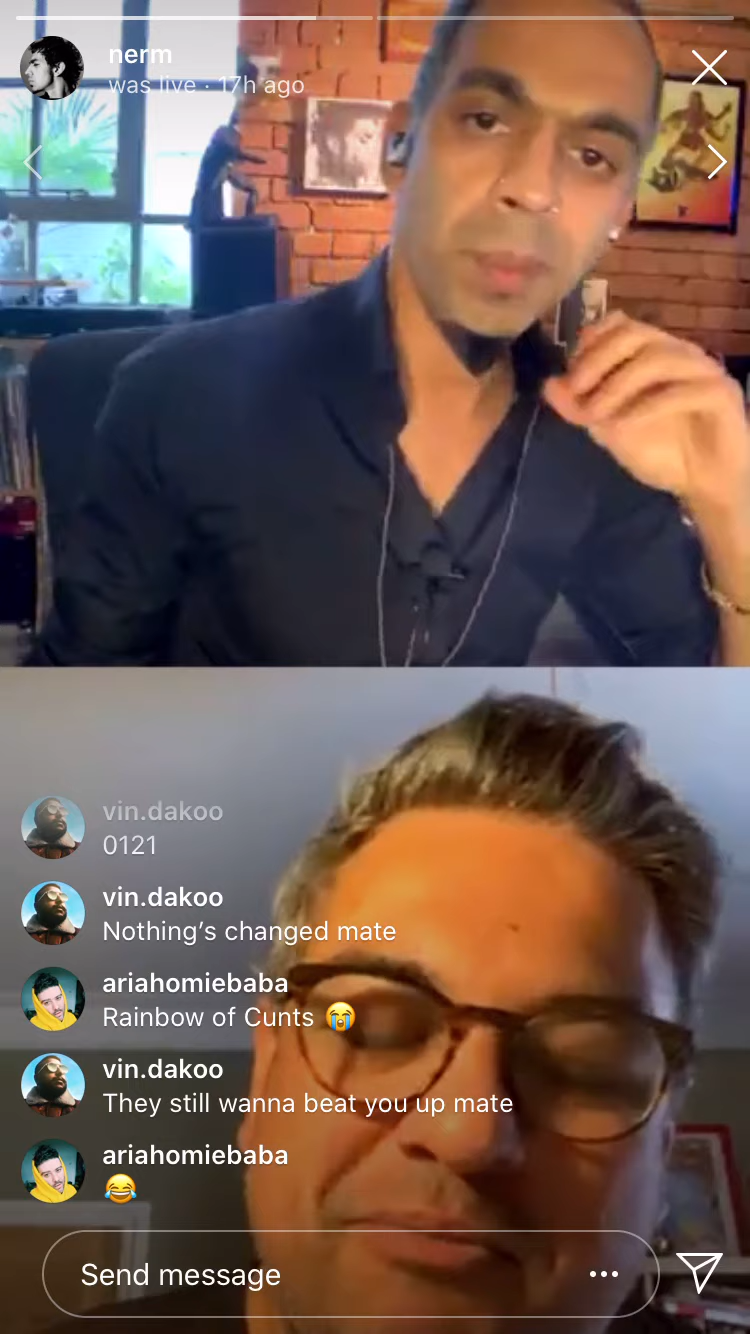 nerm
was live · 17h ago
vin.dakoo
0121
vin.dakoo
Nothing’s changed mate
ariahomiebaba
Rainbow of Cunts 😭
vin.dakoo
They still wanna beat you up mate
ariahomiebaba
😂
Send message